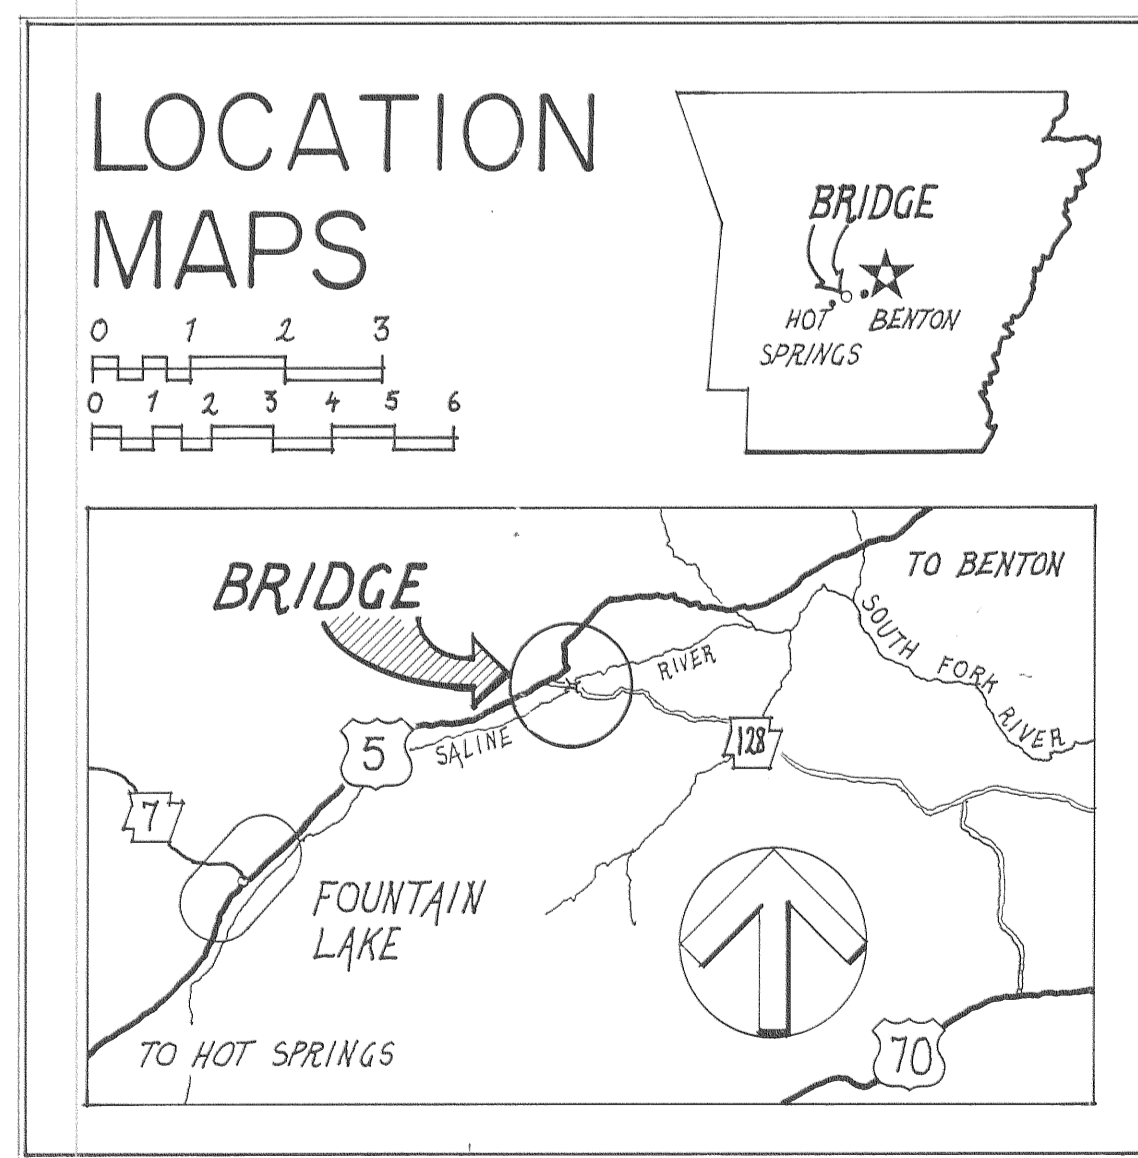 LOCATION
MAPS
0 1 2 3
0 1 2 3 4 5 6
BRIDGE
HOT BENTON
SPRINGS
BRIDGE
TO BENTON
SOUTH FORK RIVER
RIVER
SALINE
5
128
7
FOUNTAIN
LAKE
TO HOT SPRINGS
70